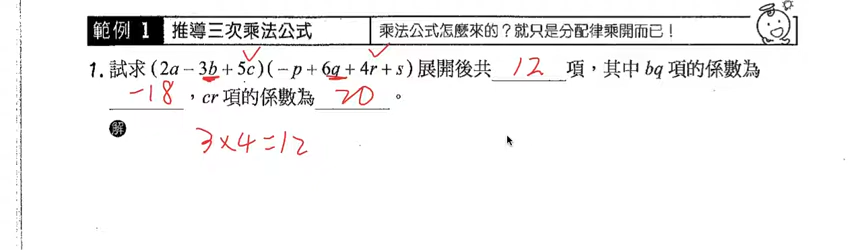 範例 1 推導三次乘法公式 乘法公式怎麼來的？就只是分配律乘開而已！
1. 試求 (2a − 3b + 5c)(− p + 6q + 4r + s) 展開後共 12 項，其中 bq 項的係數為
−18 ，cr 項的係數為 20 。
解
3×4=12